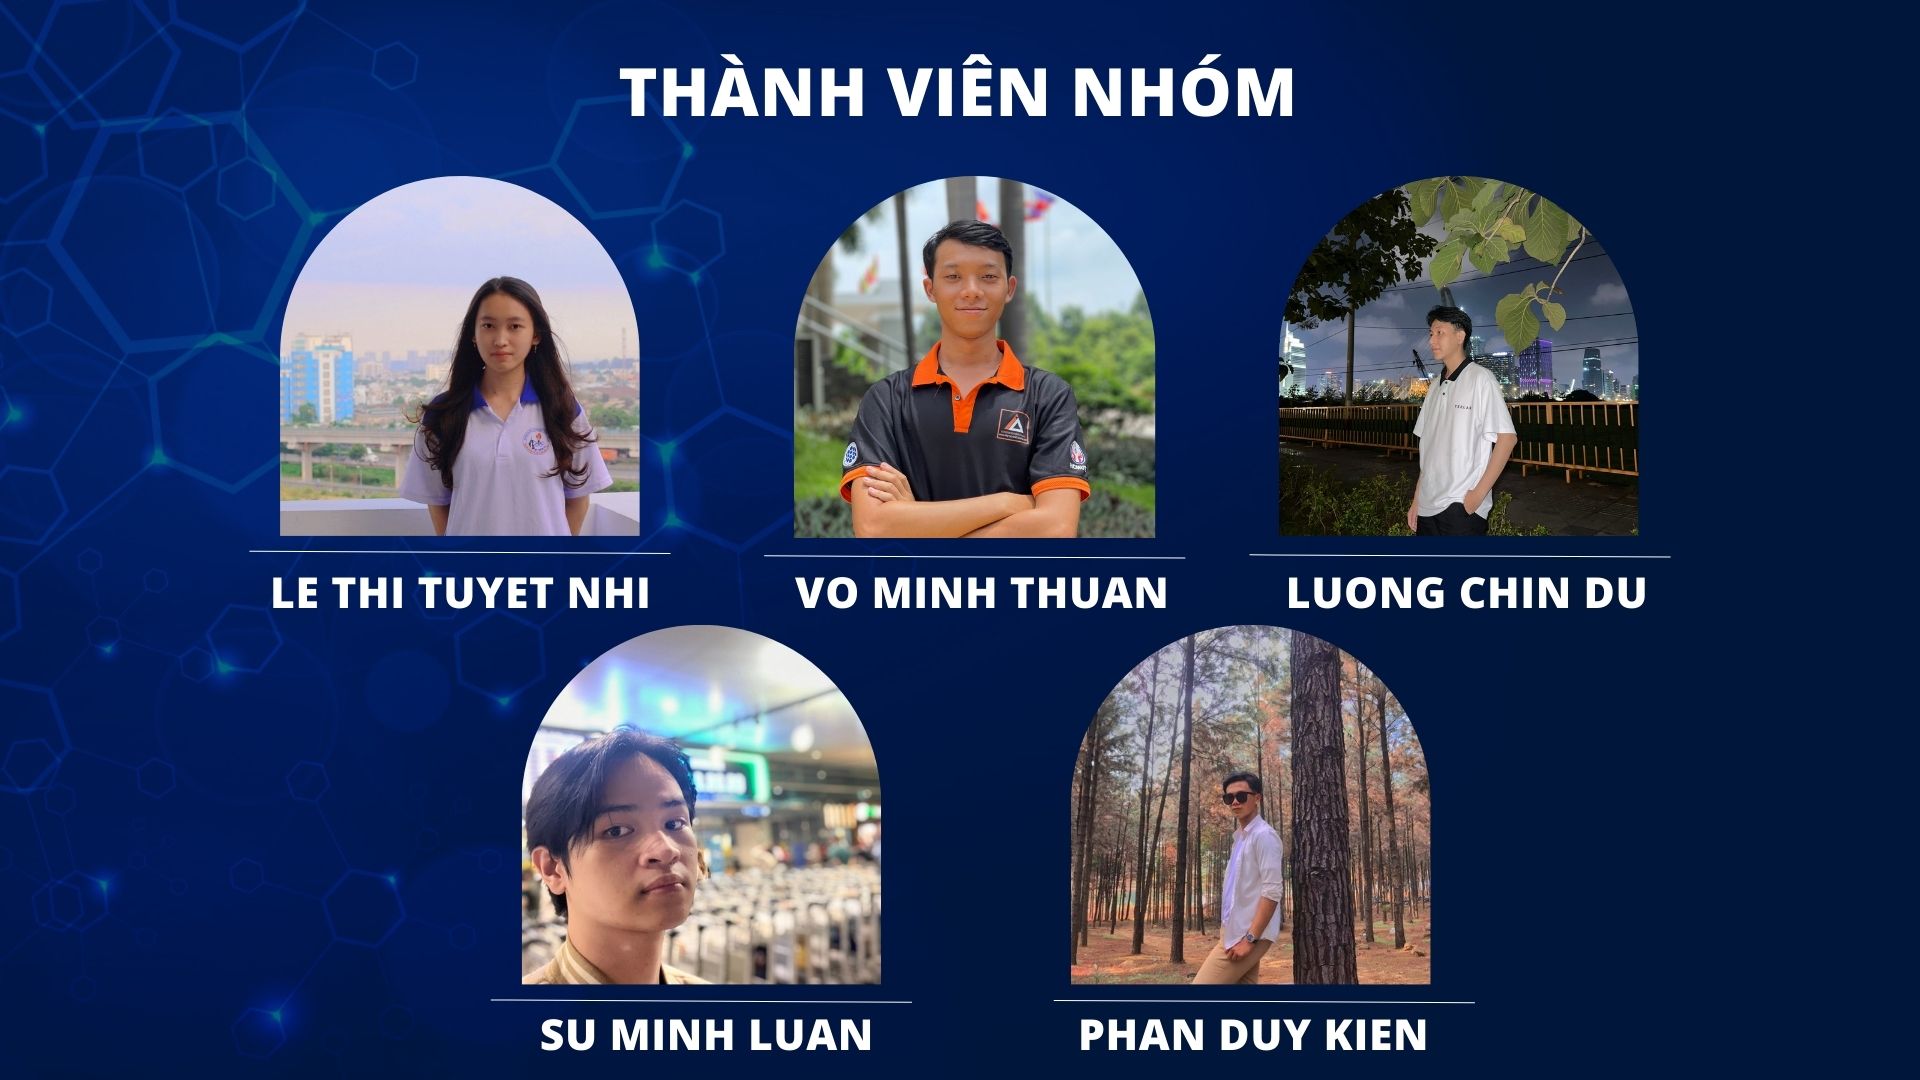 THÀNH VIÊN NHÓM
LE THI TUYET NHI
VO MINH THUAN
LUONG CHIN DU
SU MINH LUAN
PHAN DUY KIEN